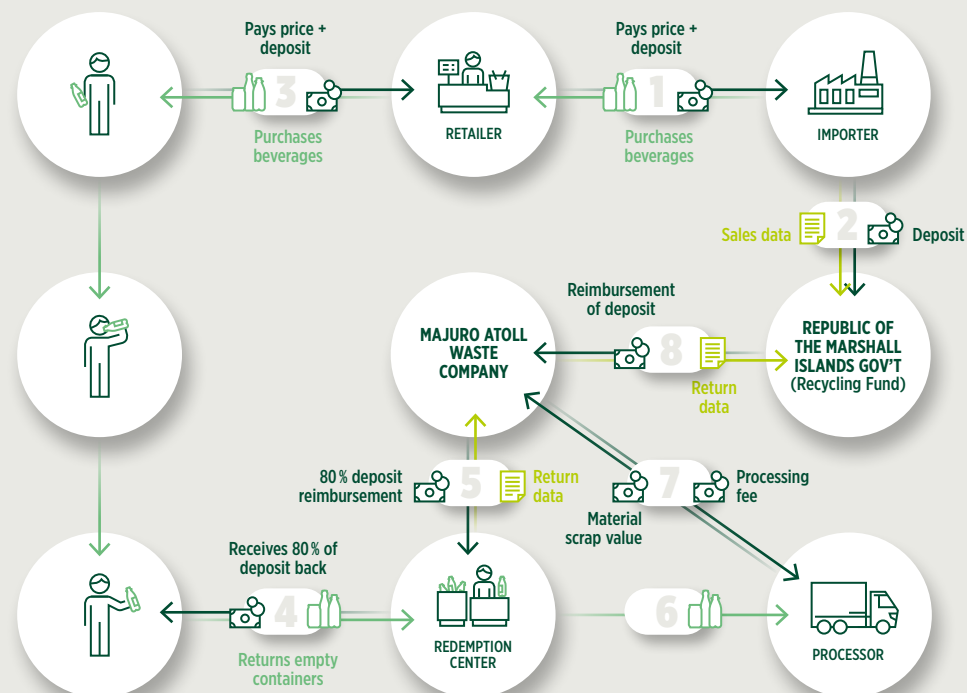 Pays price +
deposit
3
Purchases
beverages
RETAILER
Pays price +
deposit
1
Purchases
beverages
IMPORTER
Sales data
2
Deposit
MAJURO ATOLL
WASTE
COMPANY
Reimbursement
of deposit
8
Return
data
REPUBLIC OF
THE MARSHALL
ISLANDS GOV'T
(Recycling Fund)
80% deposit
reimbursement
5
Return
data
7
Processing
fee
Material
scrap value
Receives 80% of
deposit back
4
Returns empty
containers
REDEMPTION
CENTER
6
PROCESSOR